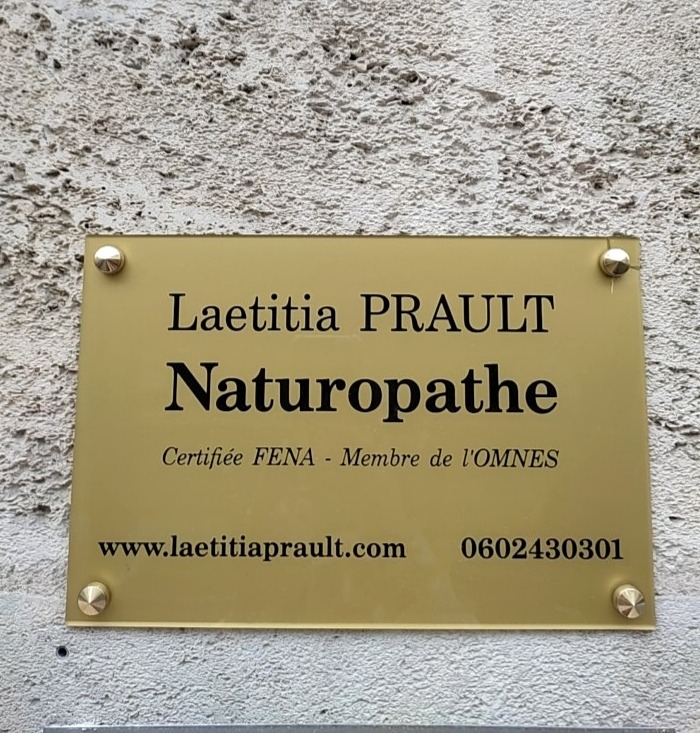 Laetitia PRAULT
Naturopathe
Certifiée FENA - Membre de l'OMNES
www.laetitiaprault.com 0602430301